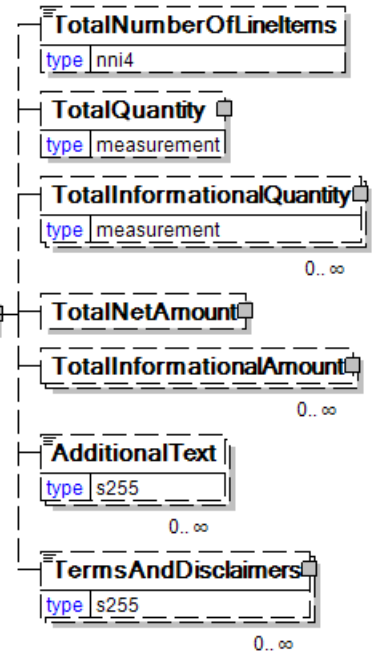 TotalNumberOfLineItems
type nni4
TotalQuantity
type measurement
TotalInformationalQuantity
type measurement
0.. ∞
TotalNetAmount
TotalInformationalAmount
0.. ∞
AdditionalText
type s255
0.. ∞
TermsAndDisclaimers
type s255
0.. ∞